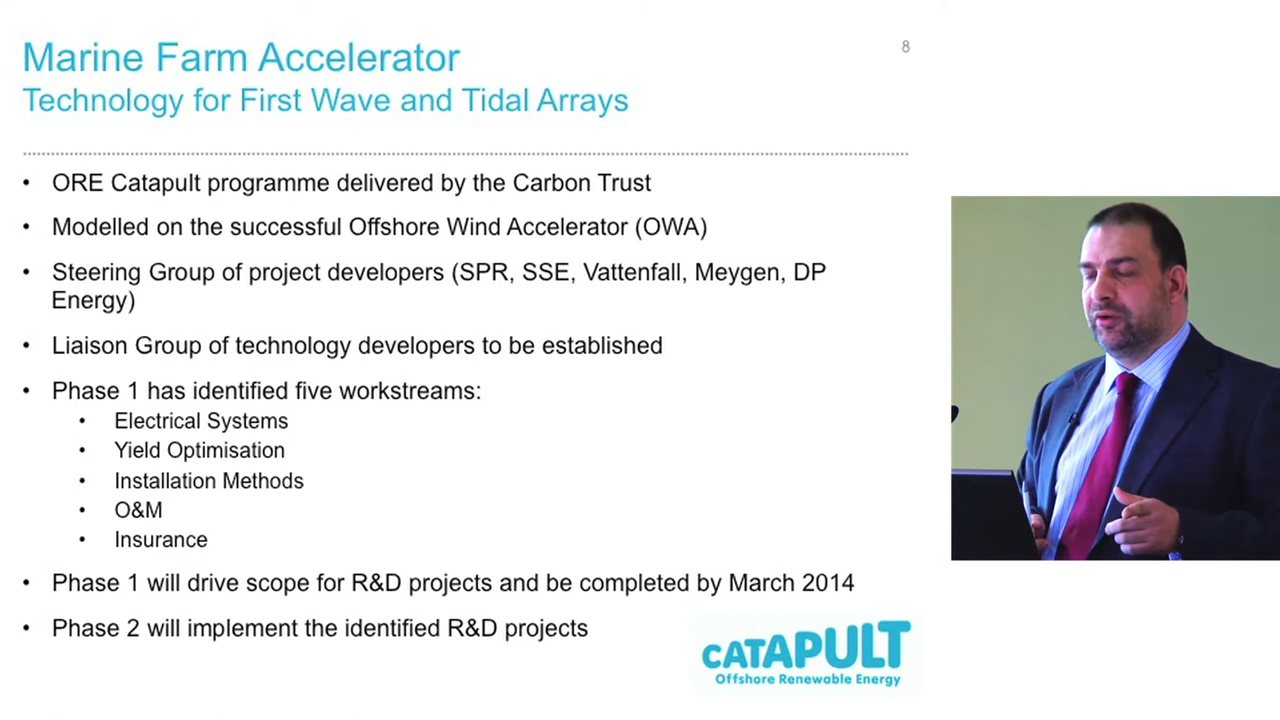 Marine Farm Accelerator
8
Technology for First Wave and Tidal Arrays
• ORE Catapult programme delivered by the Carbon Trust
• Modelled on the successful Offshore Wind Accelerator (OWA)
• Steering Group of project developers (SPR, SSE, Vattenfall, Meygen, DP
Energy)
• Liaison Group of technology developers to be established
• Phase 1 has identified five workstreams:
• Electrical Systems
• Yield Optimisation
• Installation Methods
• O&M
• Insurance
• Phase 1 will drive scope for R&D projects and be completed by March 2014
• Phase 2 will implement the identified R&D projects
CATAPULT
Offshore Renewable Energy